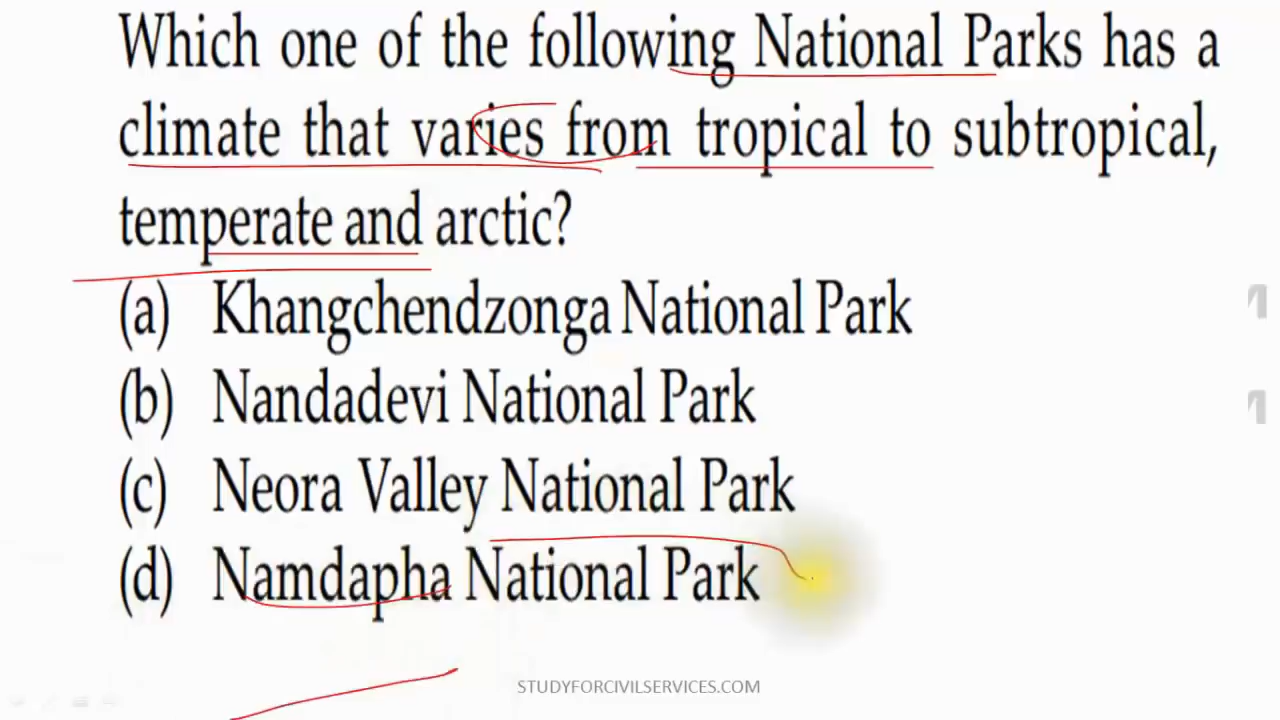 Which one of the following National Parks has a
climate that varies from tropical to subtropical,
temperate and arctic?
(a) Khangchendzonga National Park
(b) Nandadevi National Park
(c) Neora Valley National Park
(d) Namdapha National Park
STUDYFORCIVILSERVICES.COM